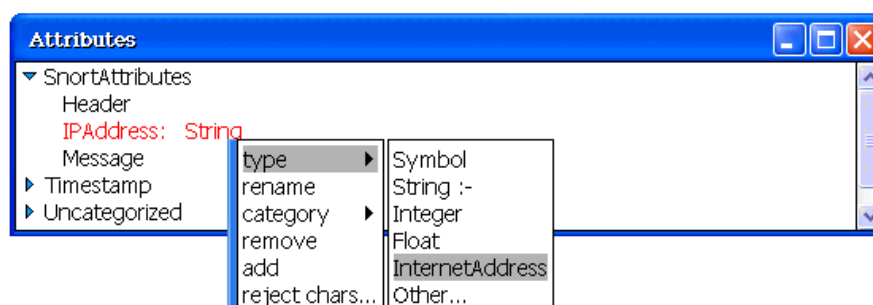 Attributes
SnortAttributes
Header
IPAddress: String
Message
Timestamp
Uncategorized
type
rename
category
remove
add
reject chars...
Symbol
String :-
Integer
Float
InternetAddress
Other...